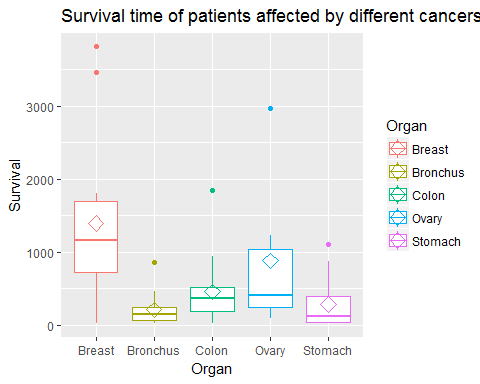 Survival time of patients affected by different cancers
Survival
3000
2000
1000
0
Breast
Bronchus
Colon
Ovary
Stomach
Organ
Organ
Breast
Bronchus
Colon
Ovary
Stomach